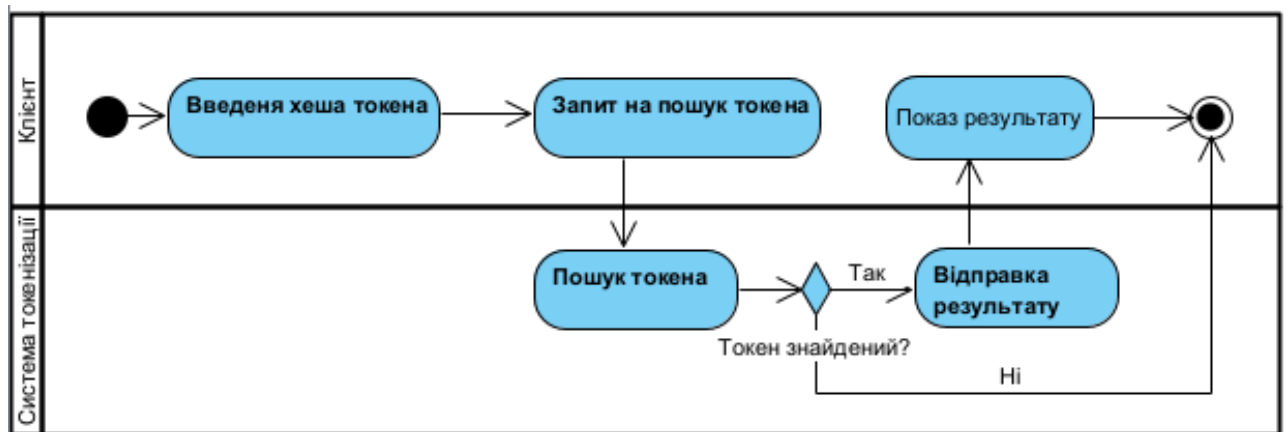 Клієнт
Введеня хеша токена
Запит на пошук токена
Показ результату
Система токенізації
Пошук токена
Так
Відправка
результату
Токен знайдений?
Ні